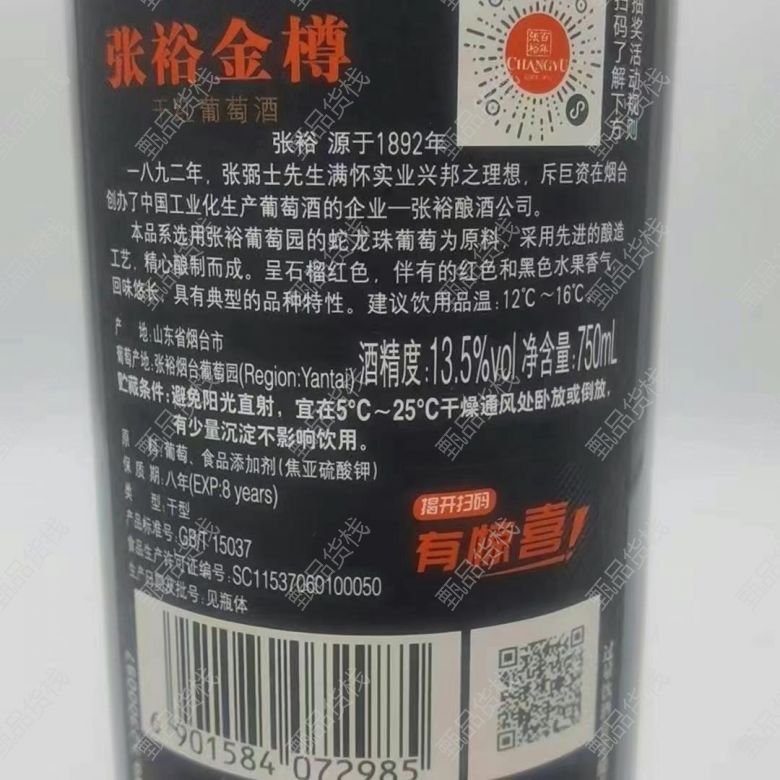 张裕金樽
干红葡萄酒
CHANGYU
抽奖活动规则
扫码了解下方
张裕 源于1892年
一八九二年，张弼士先生满怀实业兴邦之理想，斥巨资在烟台
创办了中国工业化生产葡萄酒的企业—张裕酿酒公司。
本品系选用张裕葡萄园的蛇龙珠葡萄为原料，采用先进的酿造
工艺，精心酿制而成。呈石榴红色，伴有的红色和黑色水果香气，
回味悠长，具有典型的品种特性。建议饮用品温：12℃～16℃
产 地：山东省烟台市
葡萄产地：张裕烟台葡萄园(Region:Yantai)
酒精度：13.5%vol 净含量：750mL
贮藏条件：避免阳光直射，宜在5℃～25℃干燥通风处卧放或倒放，
有少量沉淀不影响饮用。
原 料：葡萄、食品添加剂(焦亚硫酸钾)
保 质 期：八年(EXP:8 years)
类 型：干型
产品标准号：GB/T 15037
食品生产许可证编号：SC11537060100050
生产日期及批号：见瓶体
揭开扫码
有惊喜！
6 901584 072985
甄品货栈